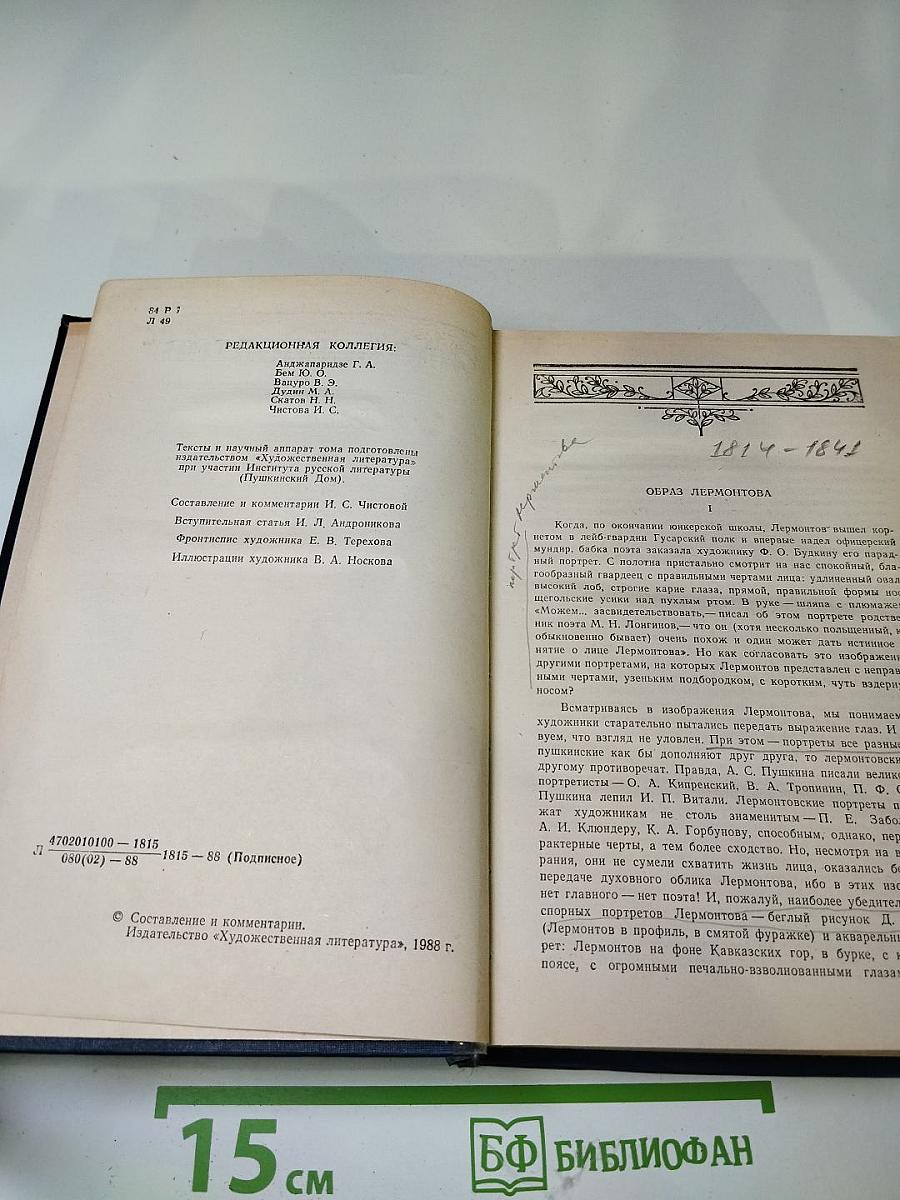 84 Р 7
Л 49
РЕДАКЦИОННАЯ КОЛЛЕГИЯ:
Анджапаридзе Г. А.
Бем Ю. О.
Вацуро В. Э.
Дудин М. А.
Скатов Н. Н.
Чистова И. С.
Тексты и научный аппарат тома подготовлены
издательством «Художественная литература»
при участии Института русской литературы
(Пушкинский Дом).
Составление и комментарии И. С. Чистовой
Вступительная статья И. Л. Андроникова
Фронтиспис художника Е. В. Терехова
Иллюстрации художника В. А. Носкова
Л 4702010100 — 1815
080(02) — 88
1815 — 88 (Подписное)
© Составление и комментарии.
Издательство «Художественная литература», 1988 г.
1814 – 1841
портрет Лермонтова
ОБРАЗ ЛЕРМОНТОВА
I
Когда, по окончании юнкерской школы, Лермонтов вышел кор-
нетом в лейб-гвардии Гусарский полк и впервые надел офицерский
мундир, бабка поэта заказала художнику Ф. О. Будкину его парад-
ный портрет. С полотна пристально смотрит на нас спокойный, бла-
гообразный гвардеец с правильными чертами лица: удлиненный овал
высокий лоб, строгие карие глаза, прямой, правильной формы нос
щегольские усики над пухлым ртом. В руке — шляпа с плюмажем
«Можем... засвидетельствовать,— писал об этом портрете родстве
ник поэта М. Н. Лонгинов,— что он (хотя несколько польщенный, к
обыкновенно бывает) очень похож и один может дать истинное
нятие о лице Лермонтова». Но как согласовать это изображени
другими портретами, на которых Лермонтов представлен с неправ
ными чертами, узеньким подбородком, с коротким, чуть вздерн
носом?
Всматриваясь в изображения Лермонтова, мы понимаем
художники старательно пытались передать выражение глаз. И
вуем, что взгляд не уловлен. При этом — портреты все разные
пушкинские как бы дополняют друг друга, то лермонтовски
другому противоречат. Правда, А. С. Пушкина писали велико
портретисты — О. А. Кипренский, В. А. Тропинин, П. Ф. С
Пушкина лепил И. П. Витали. Лермонтовские портреты п
жат художникам не столь знаменитым — П. Е. Забол
А. И. Клюндеру, К. А. Горбунову, способным, однако, пер
рактерные черты, а тем более сходство. Но, несмотря на в
рания, они не сумели схватить жизнь лица, оказались бе
передаче духовного облика Лермонтова, ибо в этих изо
нет главного — нет поэта! И, пожалуй, наиболее убедител
спорных портретов Лермонтова — беглый рисунок Д.
(Лермонтов в профиль, в смятой фуражке) и акварельн
рет: Лермонтов на фоне Кавказских гор, в бурке, с к
поясе, с огромными печально-взволнованными глазам
15 см
БФ БИБЛИОФАН